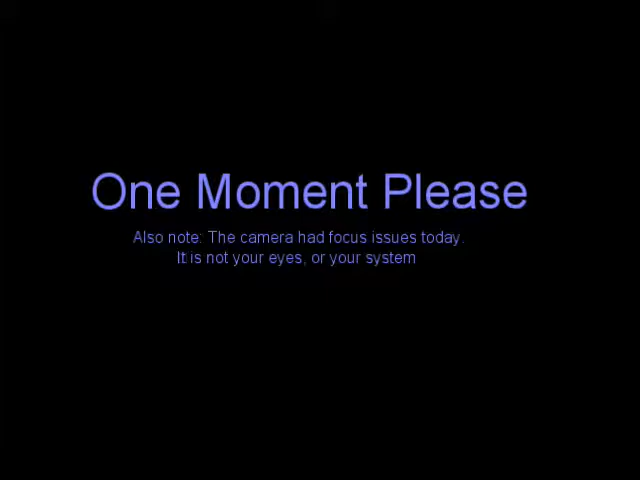 One Moment Please
Also note: The camera had focus issues today.
It is not your eyes, or your system